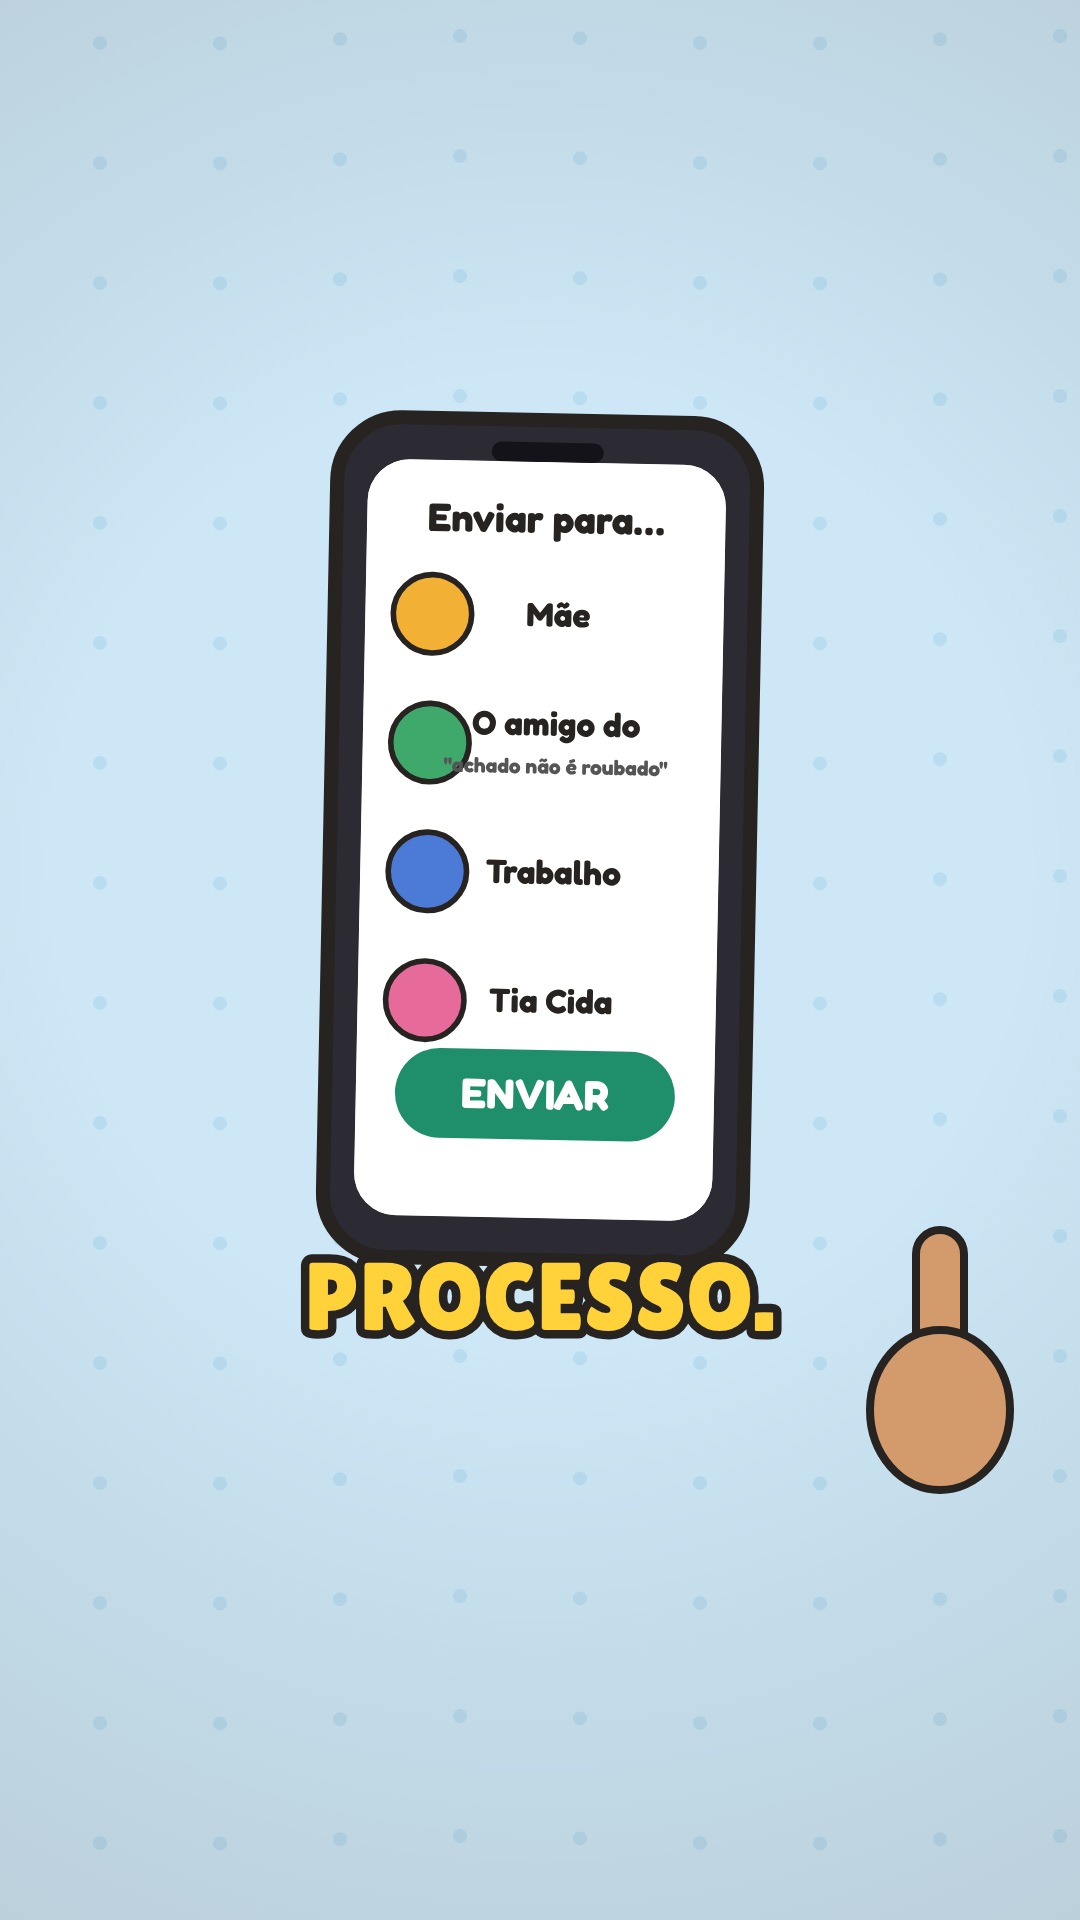 Enviar para...
Mãe
O amigo do
"achado não é roubado"
Trabalho
Tia Cida
ENVIAR
PROCESSO.